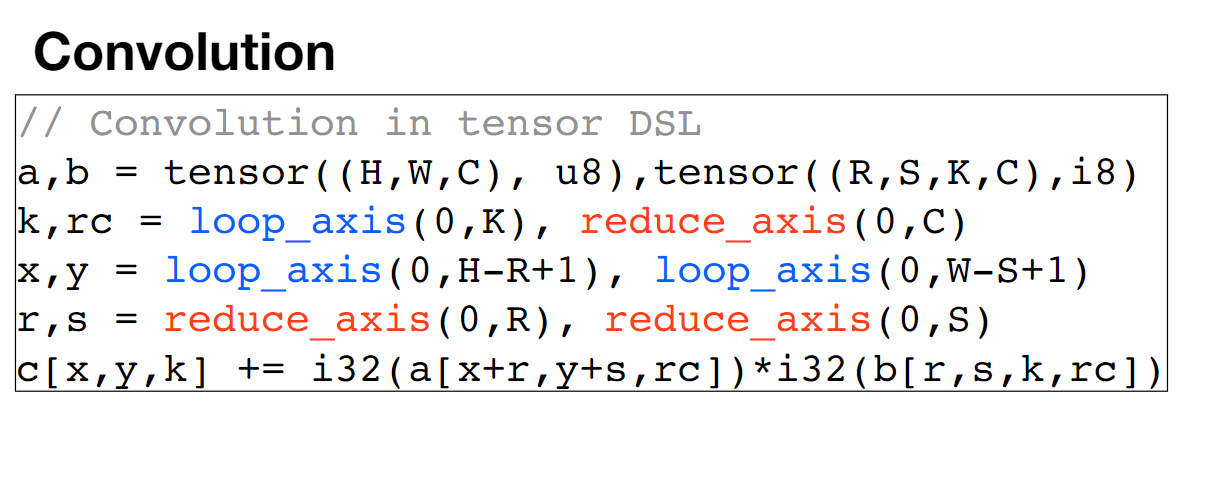 Convolution
// Convolution in tensor DSL
a,b = tensor((H,W,C), u8),tensor((R,S,K,C),i8)
k,rc = loop_axis(0,K), reduce_axis(0,C)
x,y = loop_axis(0,H-R+1), loop_axis(0,W-S+1)
r,s = reduce_axis(0,R), reduce_axis(0,S)
c[x,y,k] += i32(a[x+r,y+s,rc])*i32(b[r,s,k,rc])